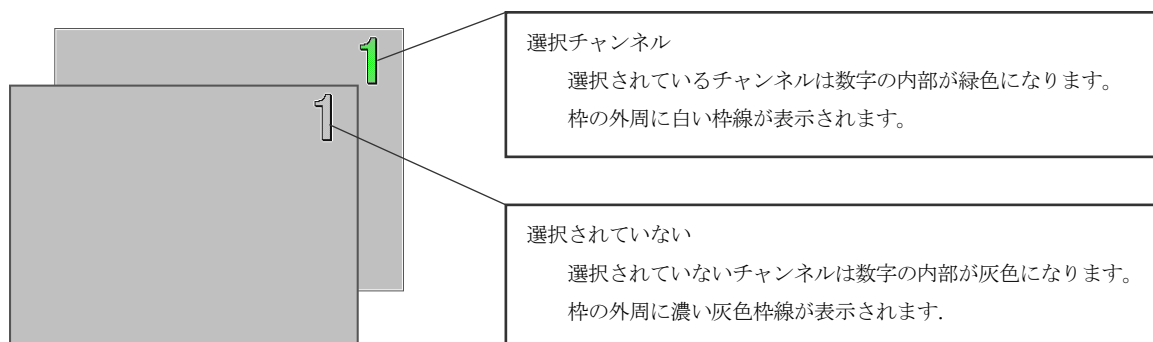 1
選択チャンネル
選択されているチャンネルは数字の内部が緑色になります。
枠の外周に白い枠線が表示されます。
1
選択されていない
選択されていないチャンネルは数字の内部が灰色になります。
枠の外周に濃い灰色枠線が表示されます.